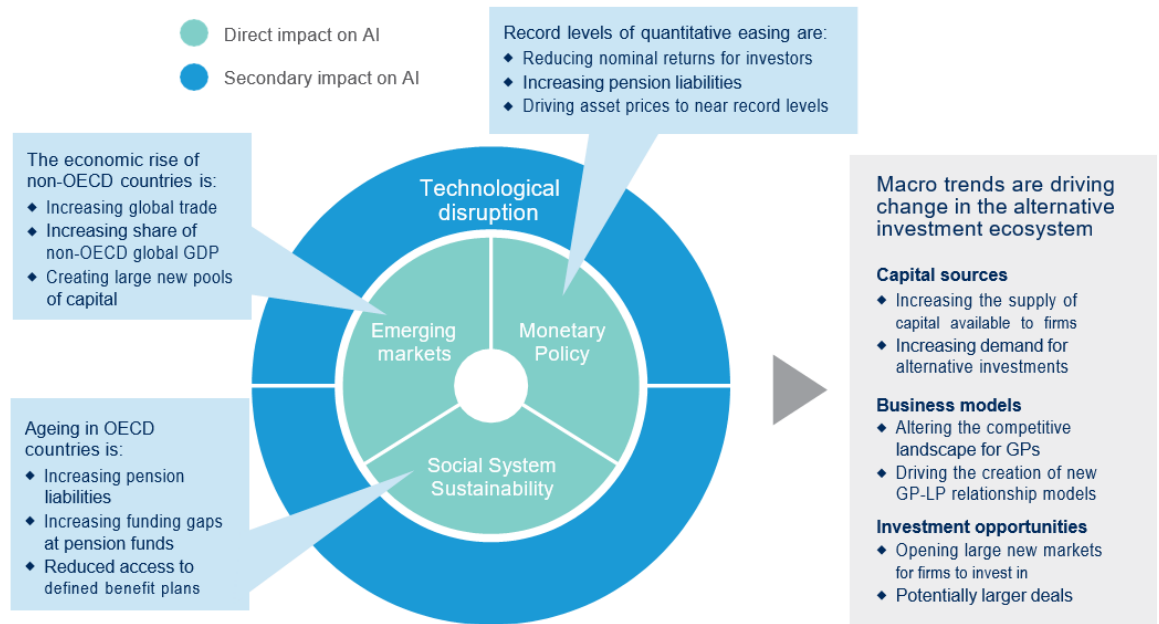 Direct impact on AI
Secondary impact on AI
Record levels of quantitative easing are:
Reducing nominal returns for investors
Increasing pension liabilities
Driving asset prices to near record levels
The economic rise of
non-OECD countries is:
Increasing global trade
Increasing share of
non-OECD global GDP
Creating large new pools
of capital
Technological
disruption
Emerging
markets
Monetary
Policy
Social System
Sustainability
Ageing in OECD
countries is:
Increasing pension
liabilities
Increasing funding gaps
at pension funds
Reduced access to
defined benefit plans
Macro trends are driving
change in the alternative
investment ecosystem
Capital sources
Increasing the supply of
capital available to firms
Increasing demand for
alternative investments
Business models
Altering the competitive
landscape for GPs
Driving the creation of new
GP-LP relationship models
Investment opportunities
Opening large new markets
for firms to invest in
Potentially larger deals